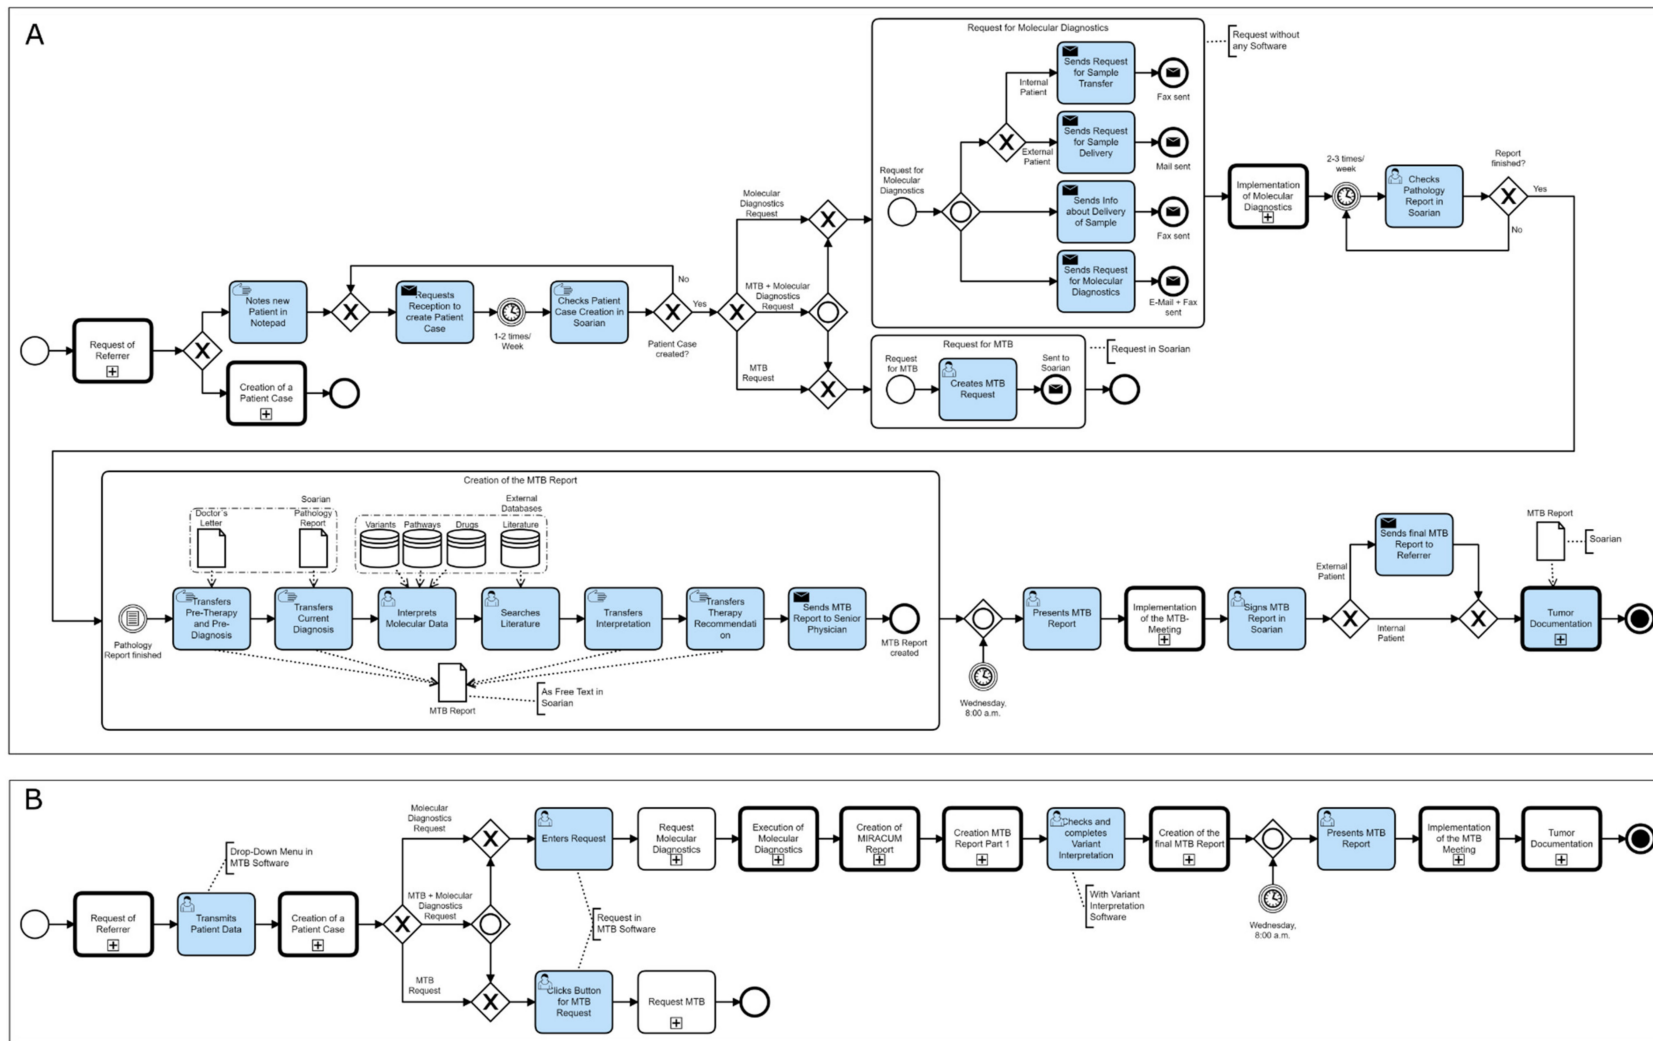 A
Request for Molecular Diagnostics
Request without
any Software
Sends Request
for Sample
Transfer
Internal
Patient
Fax sent
Sends Request
for Sample
Delivery
External
Patient
Mail sent
Request for
Molecular
Diagnostics
Sends Info
about Delivery
of Sample
Fax sent
Sends Request
for Molecular
Diagnostics
E-Mail + Fax
sent
Implementation
of Molecular
Diagnostics
2-3 times/
week
Checks
Pathology
Report in
Soarian
Report
finished?
Yes
No
Molecular
Diagnostics
Request
MTB + Molecular
Diagnostics
Request
MTB
Request
Request of
Referrer
Notes new
Patient in
Notepad
Creation of a
Patient Case
Requests
Reception to
create Patient
Case
1-2 times/
Week
Checks Patient
Case Creation in
Soarian
No
Yes
Patient Case
created?
Request for MTB
Request in Soarian
Request
for MTB
Creates MTB
Request
Sent to
Soarian
Creation of the MTB Report
Soarian
Doctor´s
Letter
Pathology
Report
External
Databases
Variants
Pathways
Drugs
Literature
Pathology
Report finished
Transfers
Pre-Therapy
and Pre-
Diagnosis
Transfers
Current
Diagnosis
Interprets
Molecular Data
Searches
Literature
Transfers
Interpretation
Transfers
Therapy
Recommendati
on
Sends MTB
Report to Senior
Physician
MTB Report
created
MTB Report
As Free Text in
Soarian
Wednesday,
8:00 a.m.
Presents MTB
Report
Implementation
of the MTB-
Meeting
Signs MTB
Report in
Soarian
External
Patient
Internal
Patient
Sends final MTB
Report to
Referrer
MTB Report
Soarian
Tumor
Documentation
B
Request of
Referrer
Drop-Down Menu in
MTB Software
Transmits
Patient Data
Creation of a
Patient Case
Molecular
Diagnostics
Request
MTB + Molecular
Diagnostics
Request
MTB
Request
Enters Request
Request
Molecular
Diagnostics
Execution of
Molecular
Diagnostics
Creation of
MIRACUM
Report
Creation MTB
Report Part 1
Checks and
completes
Variant
Interpretation
With Variant
Interpretation
Software
Creation of the
final MTB Report
Wednesday,
8:00 a.m.
Presents MTB
Report
Implementation
of the MTB
Meeting
Tumor
Documentation
Request in
MTB Software
Clicks Button
for MTB
Request
Request MTB